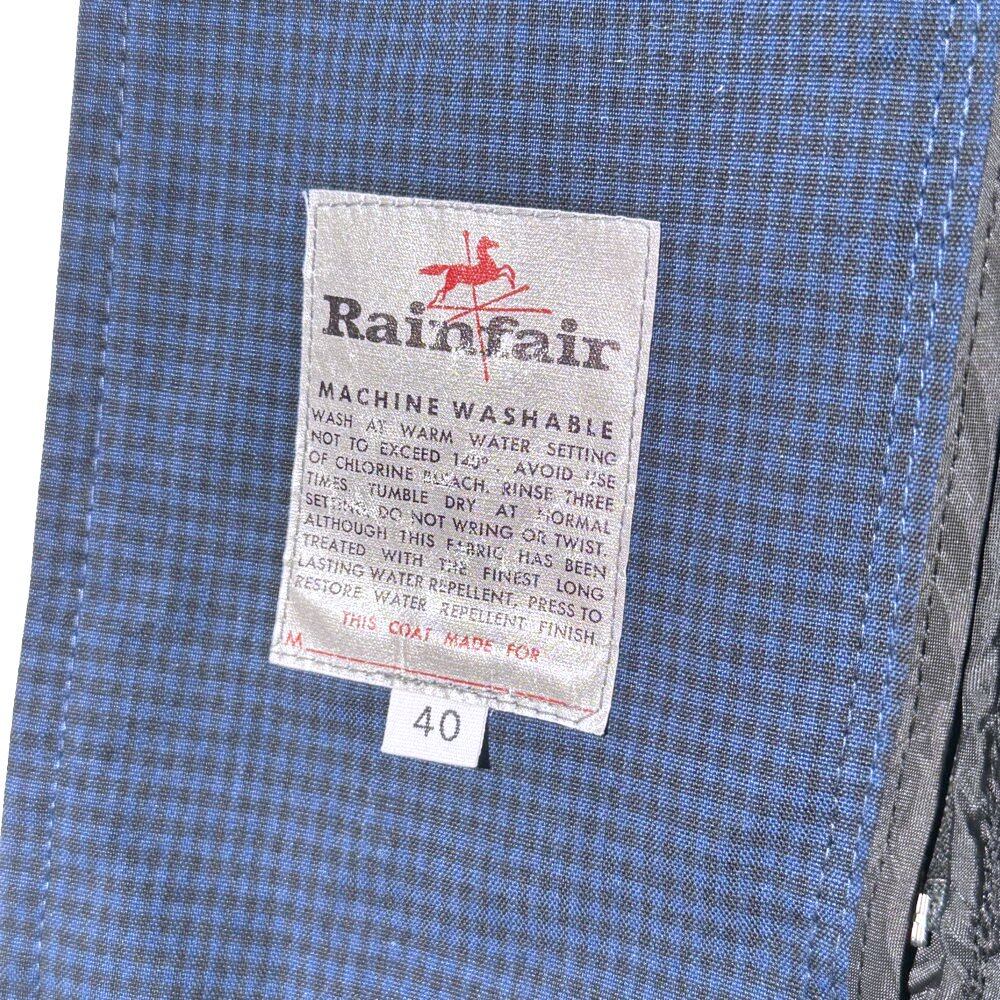 Rainfair
MACHINE WASHABLE
WASH AT WARM WATER SETTING
NOT TO EXCEED 140°. AVOID USE
OF CHLORINE BLEACH. RINSE THREE
TIMES. TUMBLE DRY AT NORMAL
SETTING. DO NOT WRING OR TWIST.
ALTHOUGH THIS FABRIC HAS BEEN
TREATED WITH THE FINEST LONG
LASTING WATER REPELLENT, PRESS TO
RESTORE WATER REPELLENT FINISH.
THIS COAT MADE FOR
M
40